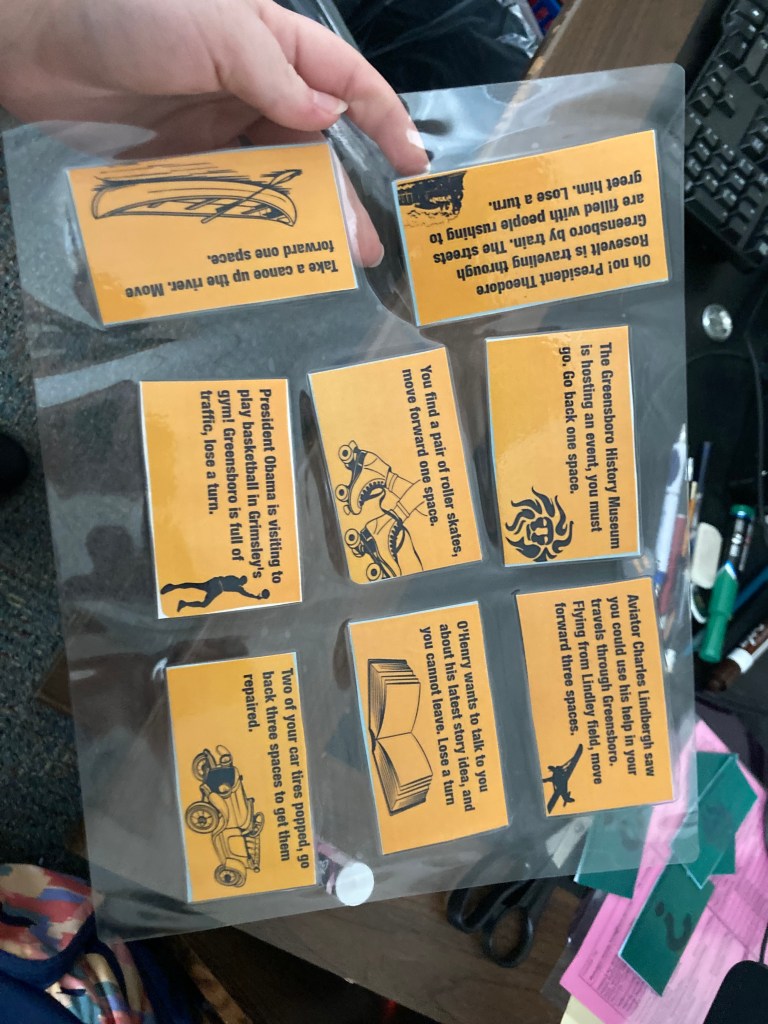 Take a canoe up the river. Move
forward one space.
Oh no! President Theodore
Rosevelt is traveling through
Greensboro by train. The streets
are filled with people rushing to
greet him. Lose a turn.
President Obama is visiting to
play basketball in Grimsley's
gym! Greensboro is full of
traffic, lose a turn.
You find a pair of roller skates,
move forward one space.
The Greensboro History Museum
is hosting an event, you must
go. Go back one space.
Two of your car tires popped, go
back three spaces to get them
repaired.
O'Henry wants to talk to you
about his latest story idea, and
you cannot leave. Lose a turn
Aviator Charles Lindbergh saw
you could use his help in your
travels through Greensboro.
Flying from Lindley field, move
forward three spaces.
?